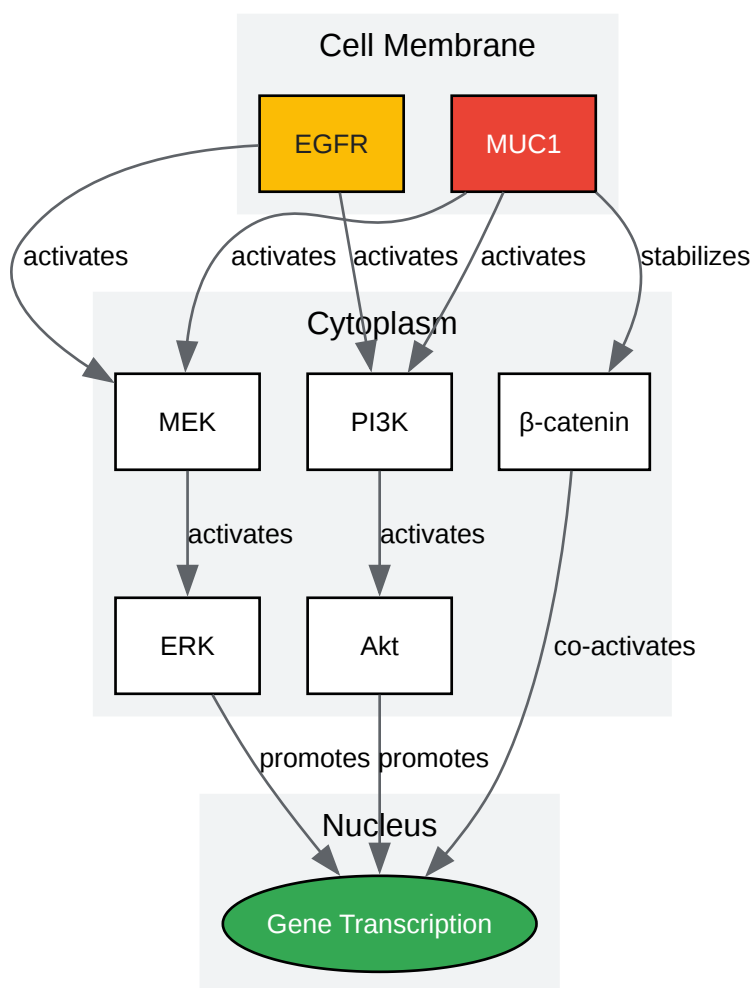 Cell Membrane
EGFR
MUC1
activates
activates
activates
activates
stabilizes
Cytoplasm
MEK
PI3K
β-catenin
activates
activates
ERK
Akt
co-activates
promotes
promotes
Nucleus
Gene Transcription